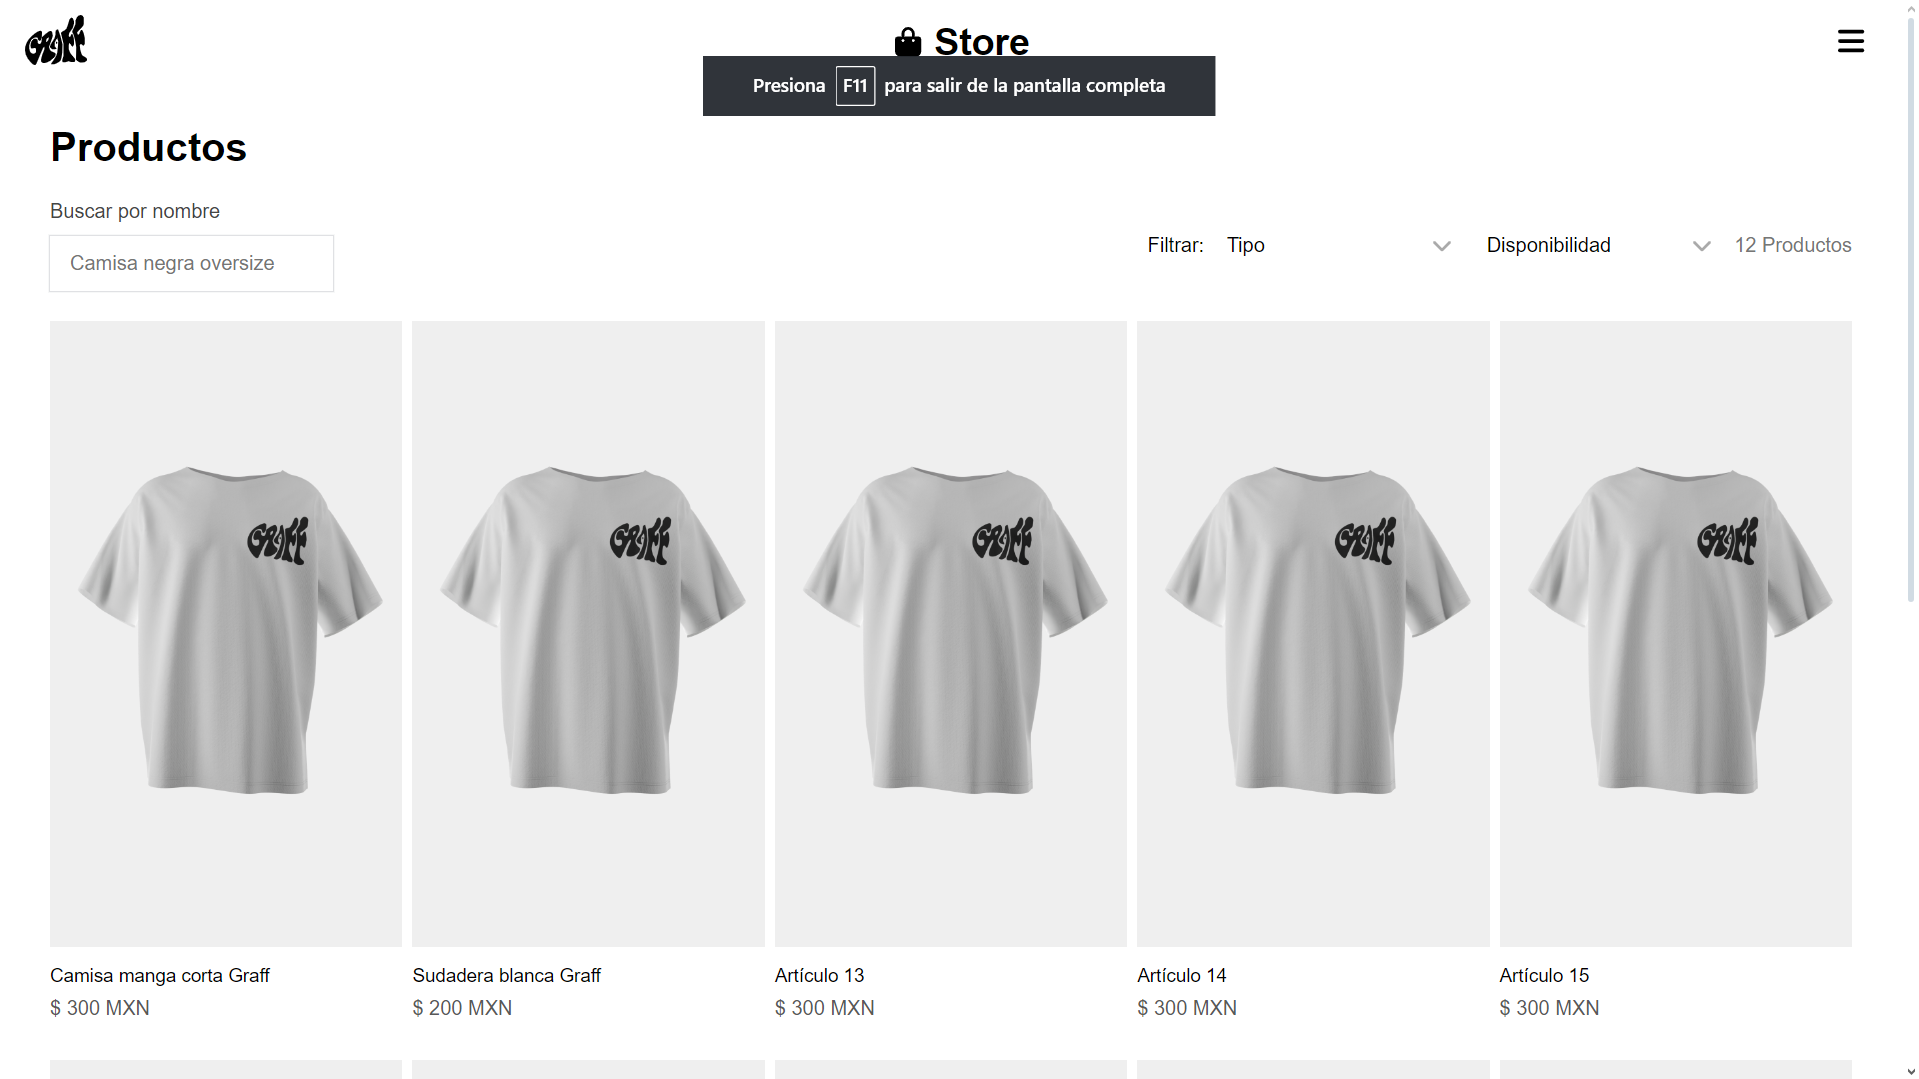 GRAFF
Store
Presiona F11 para salir de la pantalla completa
Productos
Buscar por nombre
Camisa negra oversize
Filtrar: Tipo Disponibilidad 12 Productos
GRAFF GRAFF GRAFF GRAFF GRAFF
Camisa manga corta Graff Sudadera blanca Graff Artículo 13 Artículo 14 Artículo 15
$ 300 MXN $ 200 MXN $ 300 MXN $ 300 MXN $ 300 MXN